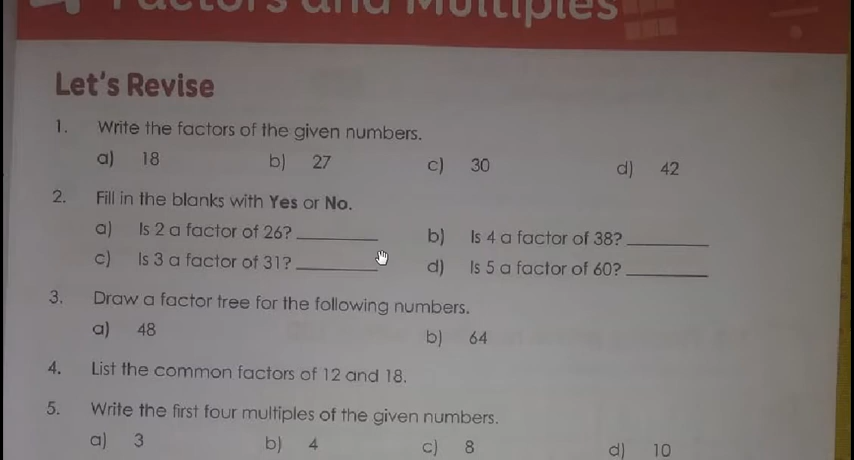 Factors and Multiples
Let's Revise
1. Write the factors of the given numbers.
a) 18 b) 27 c) 30 d) 42
2. Fill in the blanks with Yes or No.
a) Is 2 a factor of 26? ________ b) Is 4 a factor of 38? ________
c) Is 3 a factor of 31? ________ d) Is 5 a factor of 60? ________
3. Draw a factor tree for the following numbers.
a) 48 b) 64
4. List the common factors of 12 and 18.
5. Write the first four multiples of the given numbers.
a) 3 b) 4 c) 8 d) 10